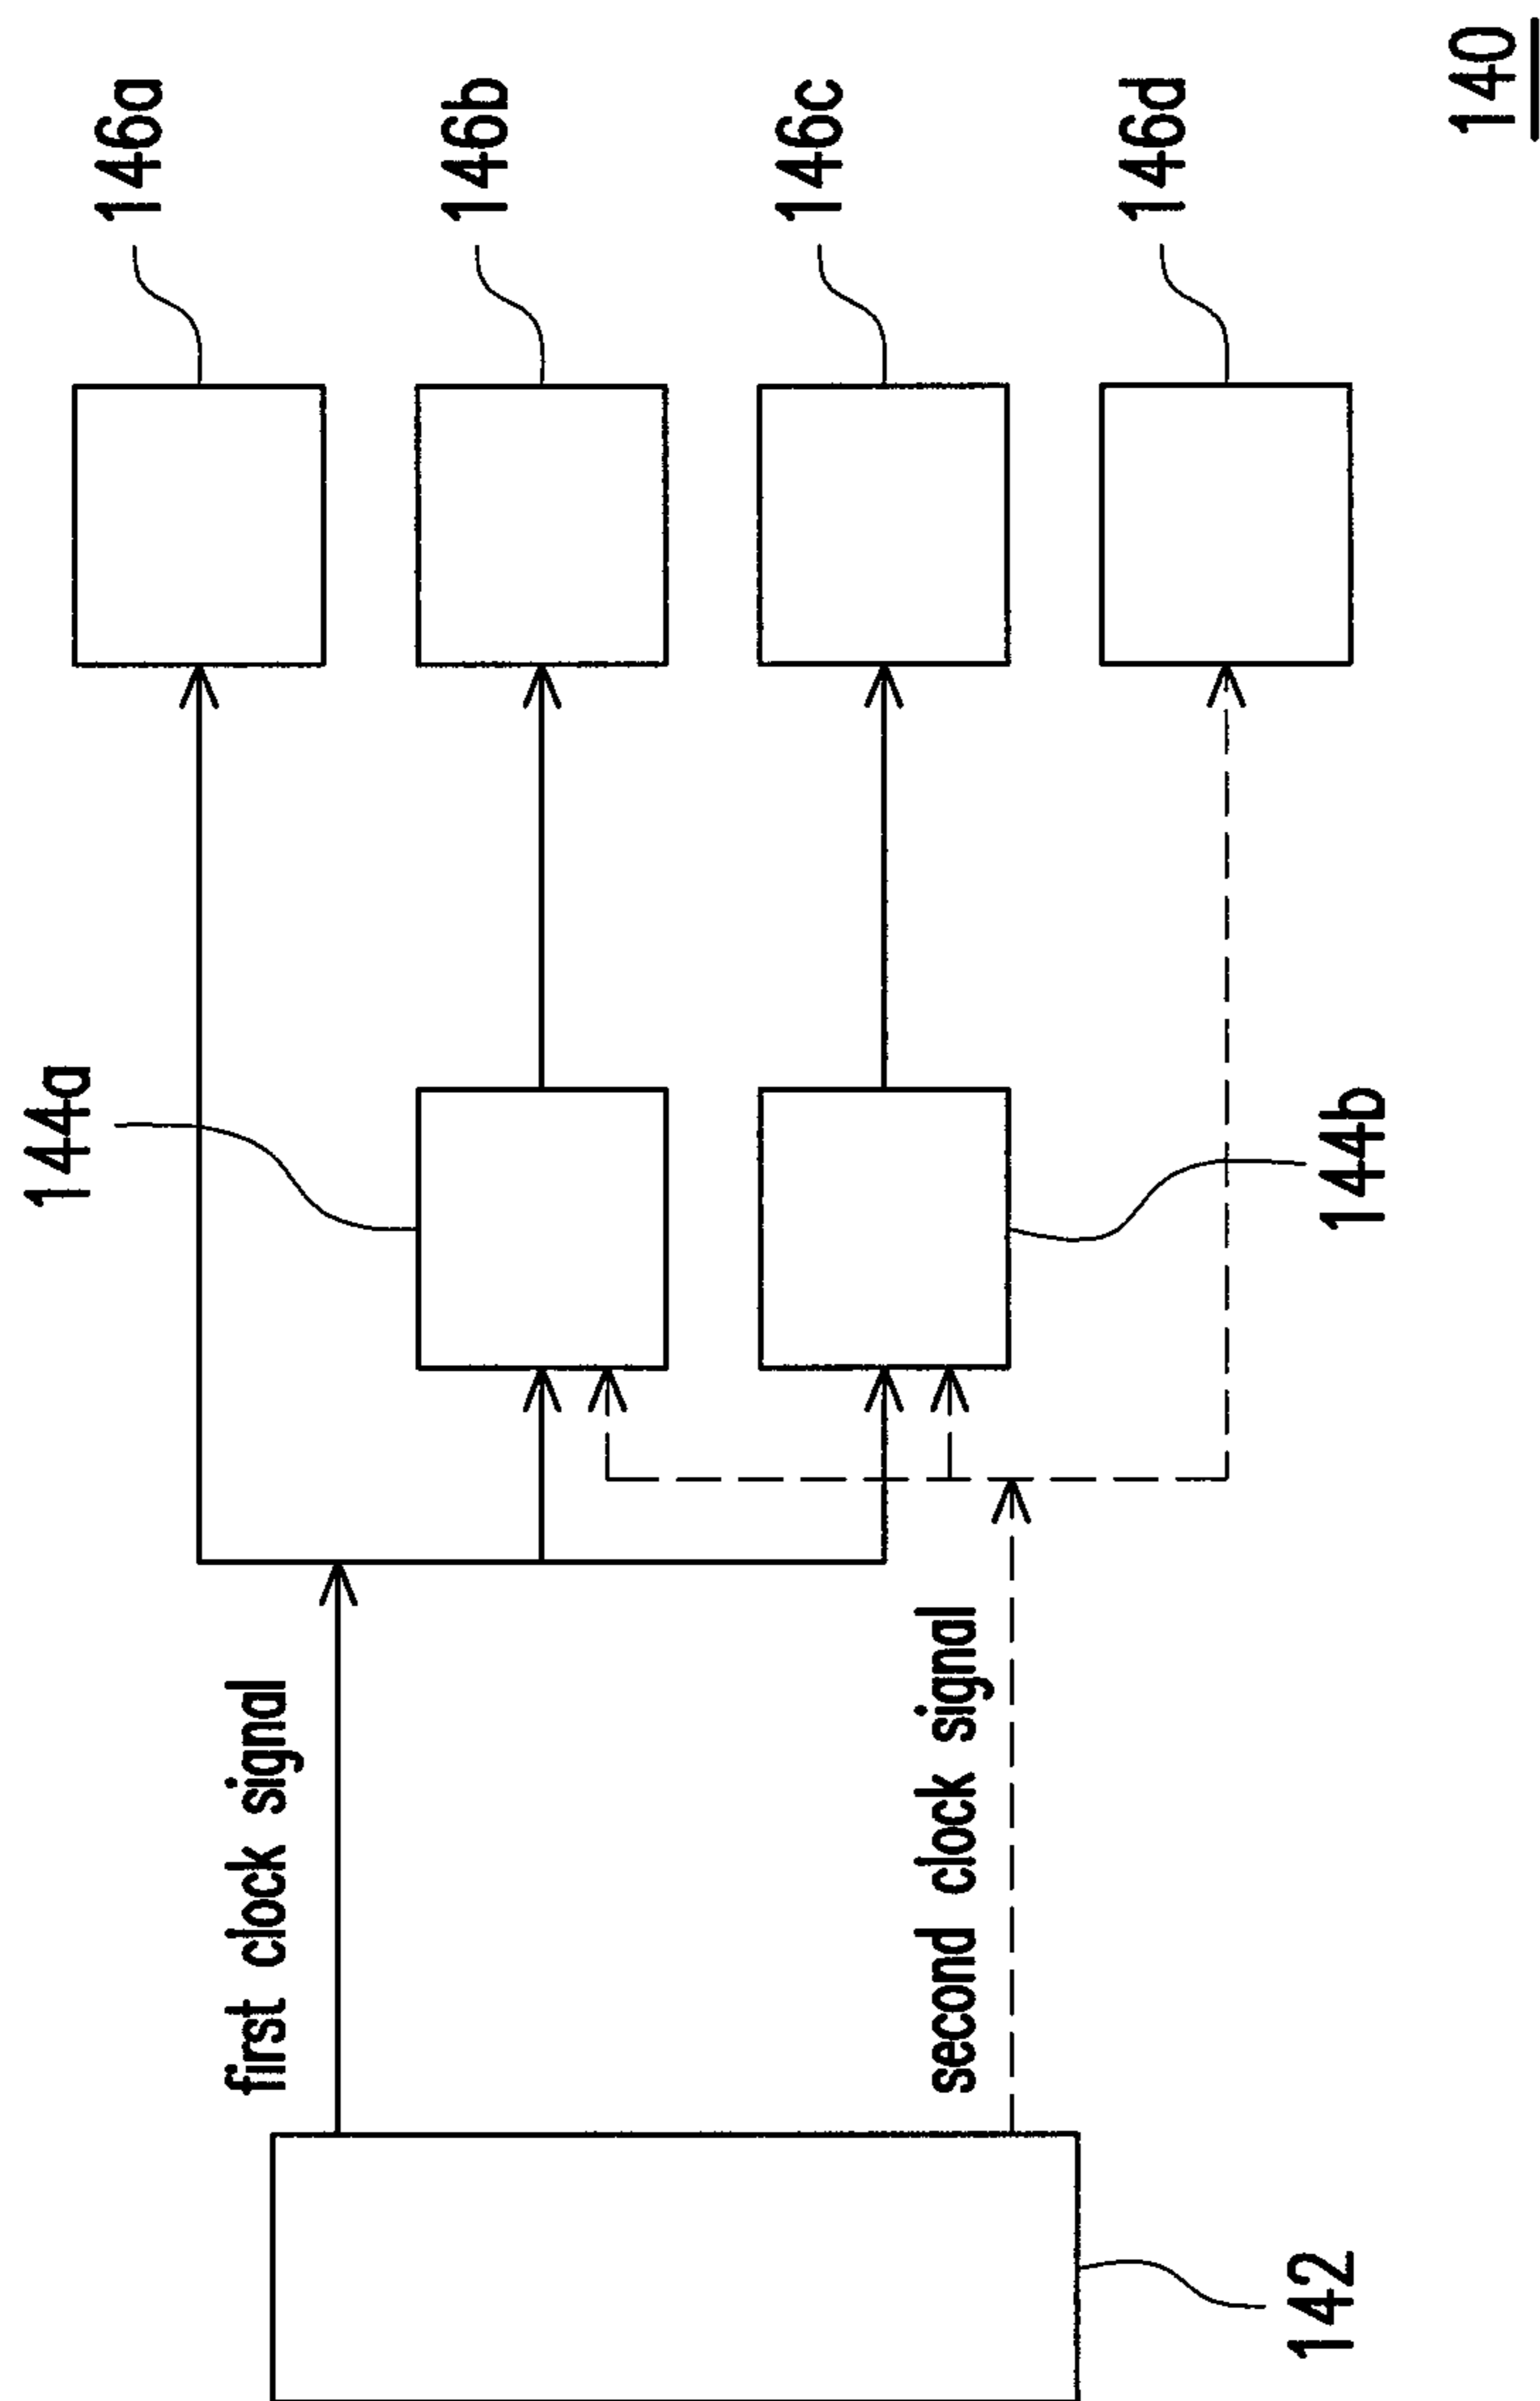 146a
146b
146c
146d
144a
144b
first clock signal
second clock signal
142
140